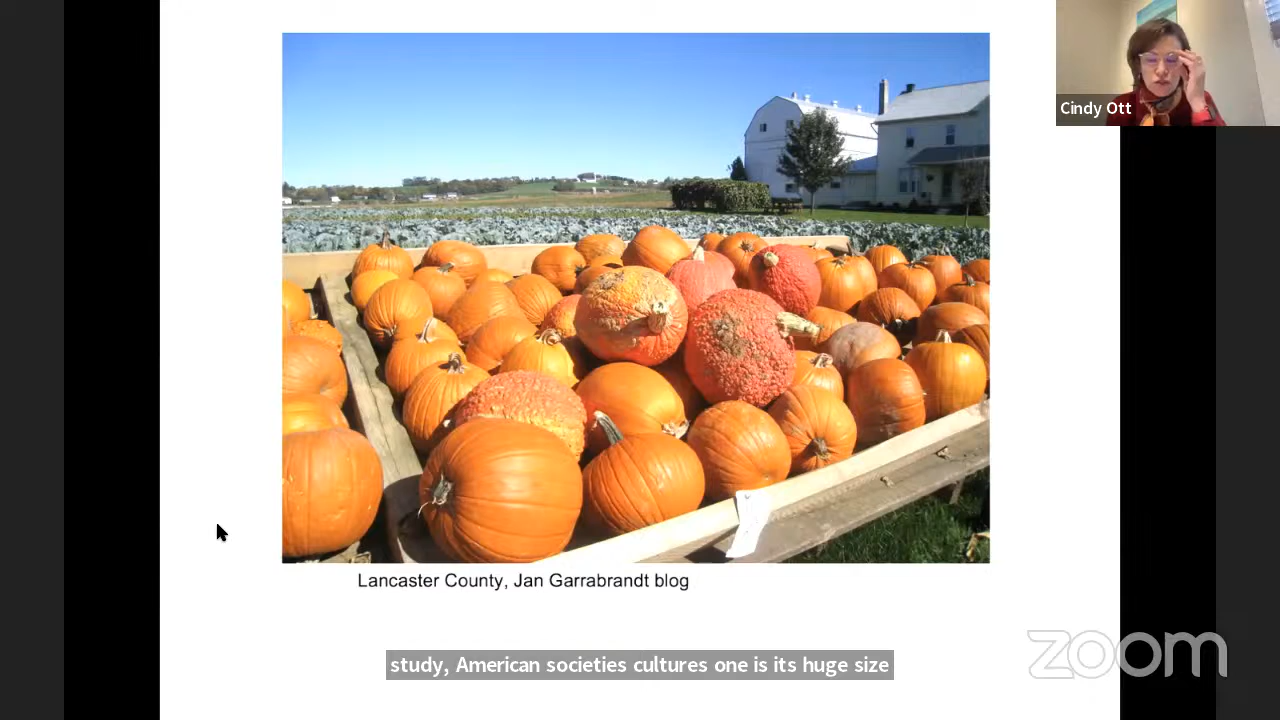 Cindy Ott
Lancaster County, Jan Garrabrandt blog
study, American societies cultures one is its huge size
zoom